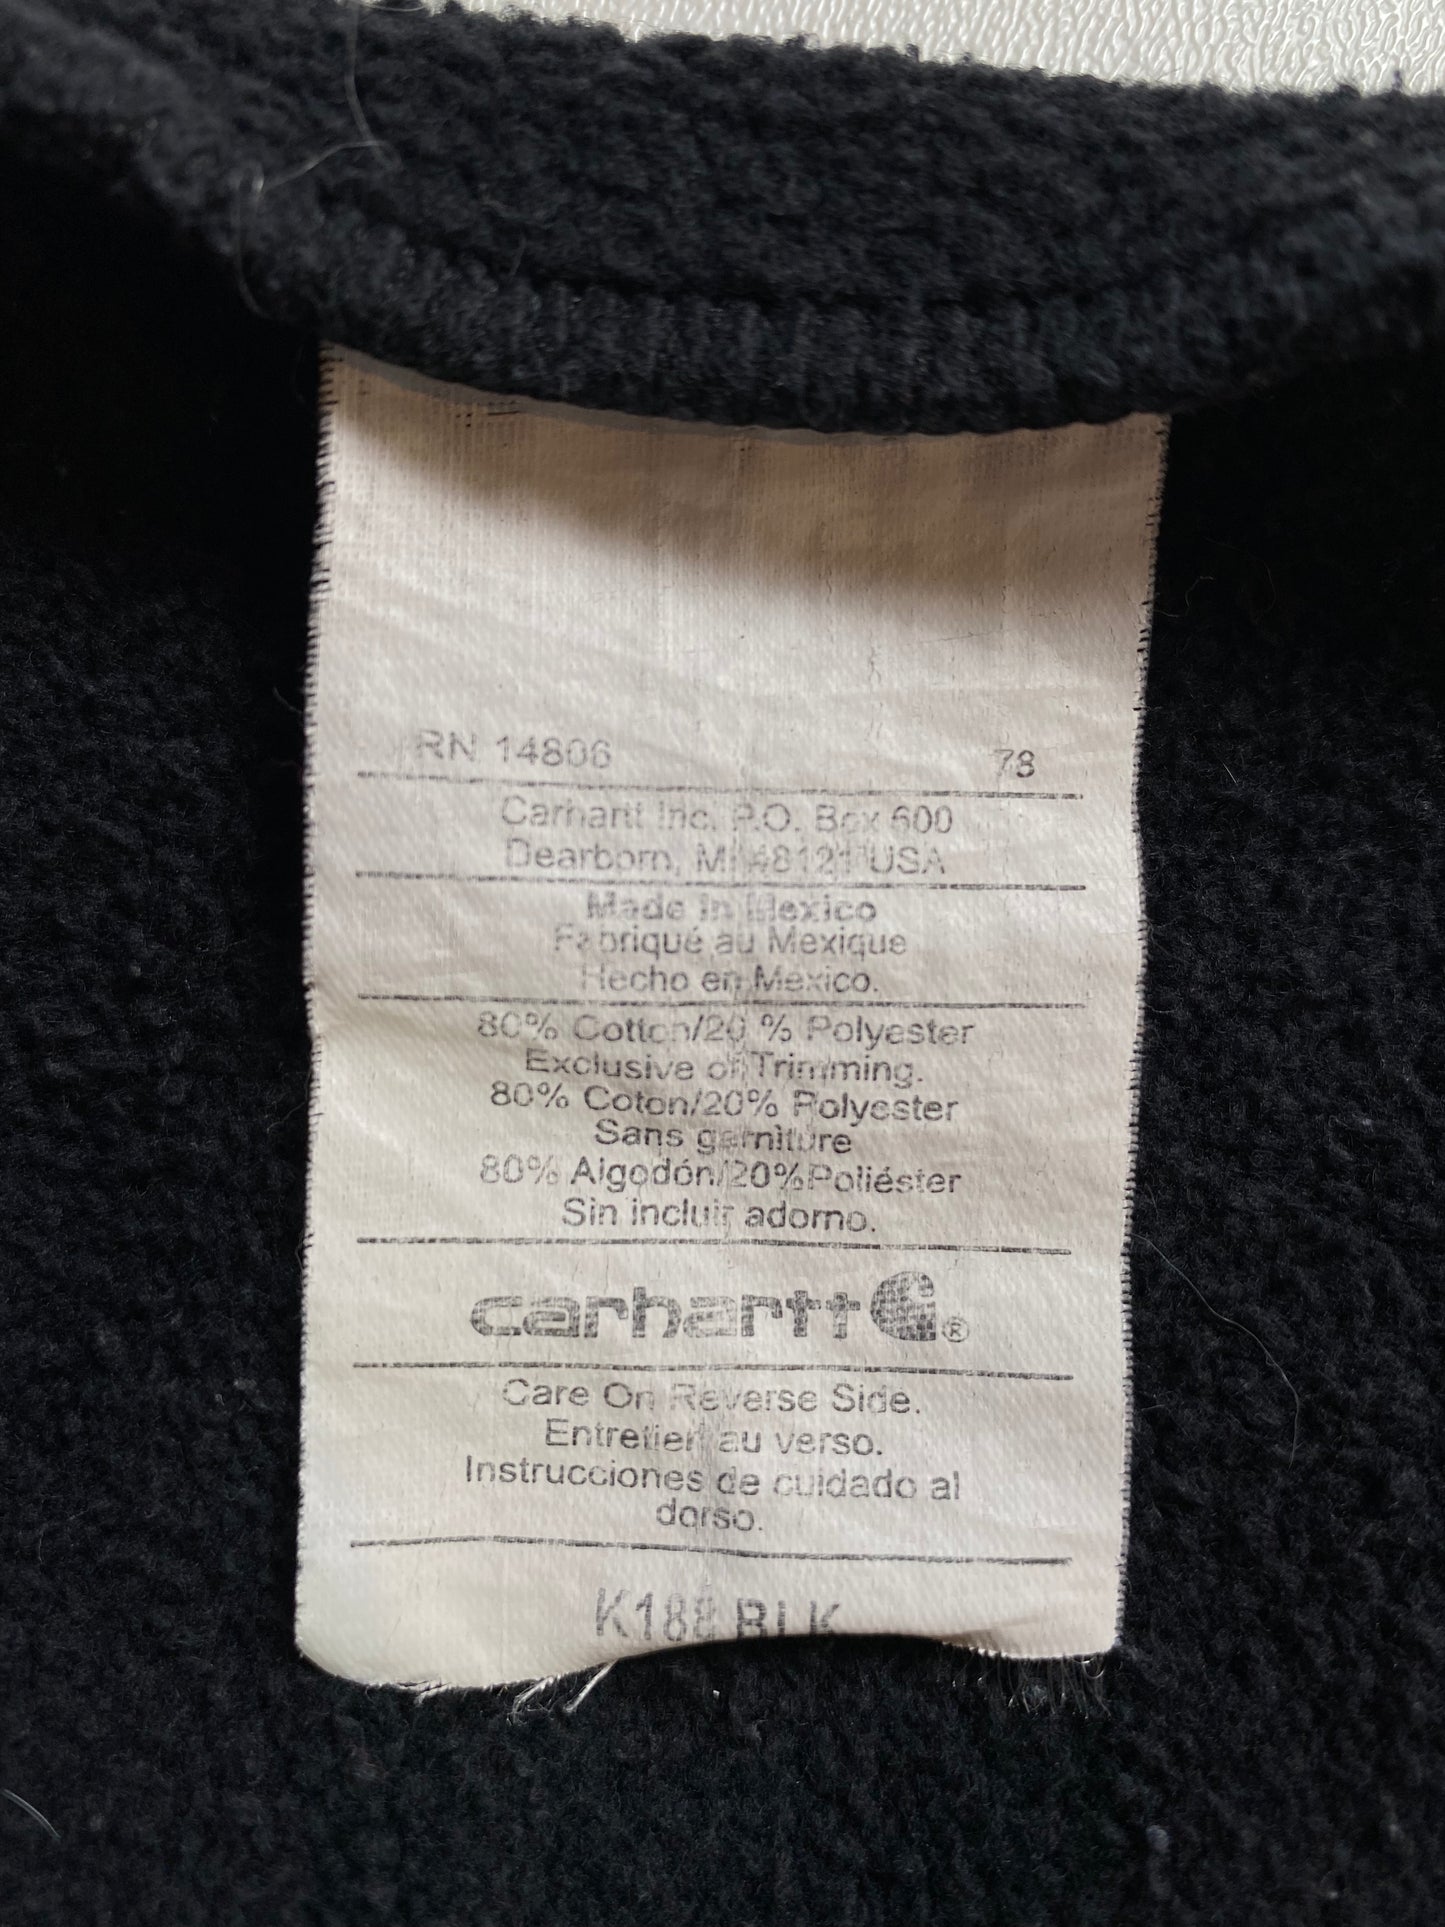 RN 14806 78
Carhartt Inc. P.O. Box 600
Dearborn, MI 48121 USA
Made In Mexico
Fabriqué au Mexique
Hecho en Mexico.
80% Cotton/20 % Polyester
Exclusive of Trimming.
80% Coton/20% Polyester
Sans garniture
80% Algodón/20%Poliéster
Sin incluir adorno.
carhartt ®
Care On Reverse Side.
Entretien au verso.
Instrucciones de cuidado al
dorso.
K188 BLK